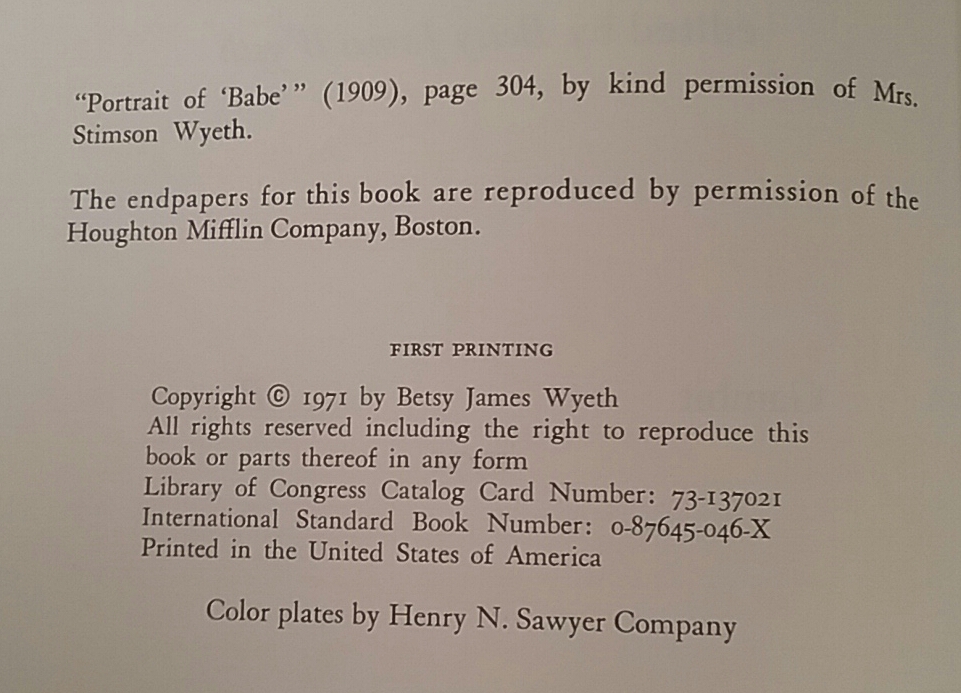 “Portrait of ‘Babe’” (1909), page 304, by kind permission of Mrs.
Stimson Wyeth.
The endpapers for this book are reproduced by permission of the
Houghton Mifflin Company, Boston.
FIRST PRINTING
Copyright © 1971 by Betsy James Wyeth
All rights reserved including the right to reproduce this
book or parts thereof in any form
Library of Congress Catalog Card Number: 73-137021
International Standard Book Number: 0-87645-046-X
Printed in the United States of America
Color plates by Henry N. Sawyer Company